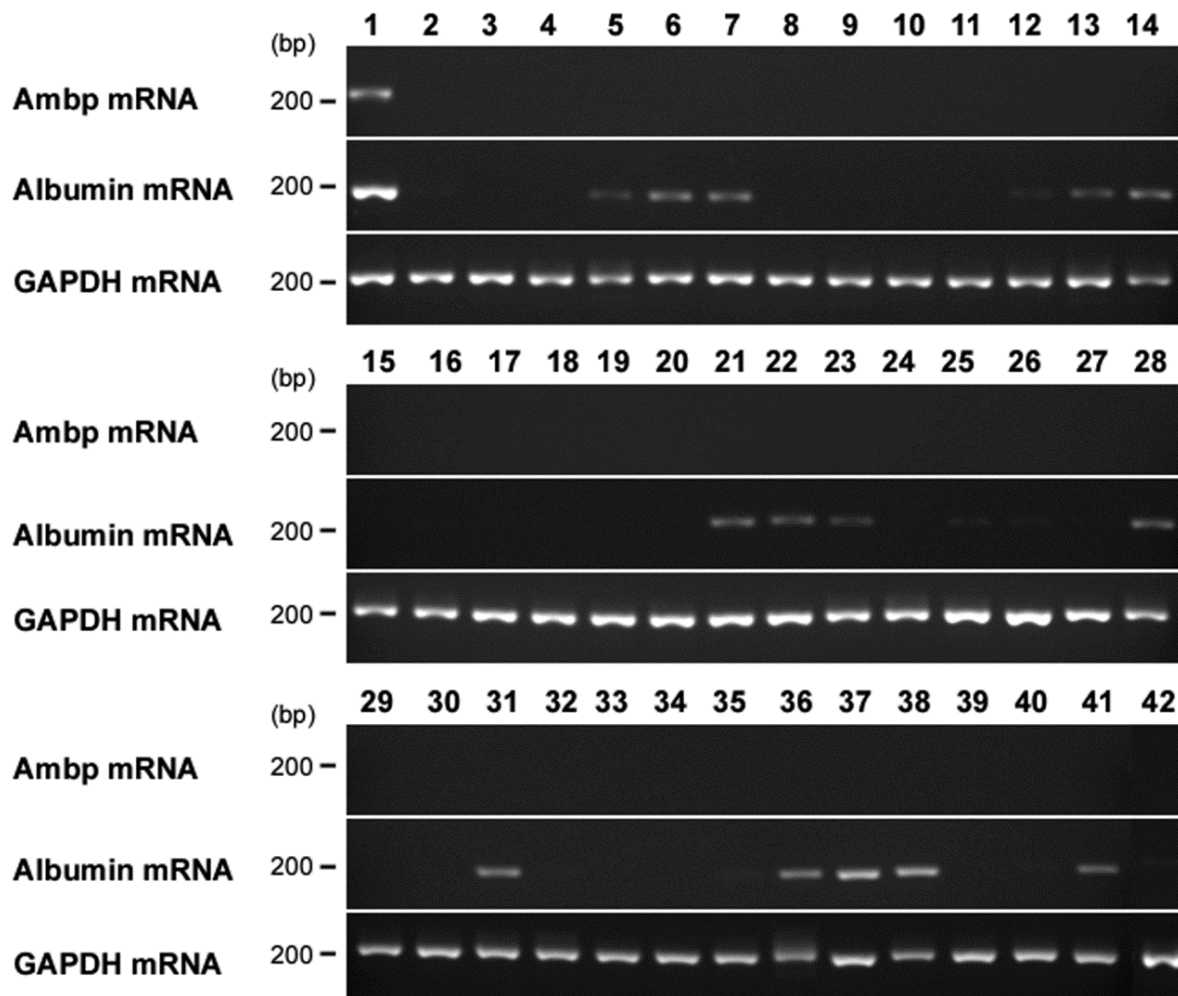 1 2 3 4 5 6 7 8 9 10 11 12 13 14
(bp)
Ambp mRNA 200
Albumin mRNA 200
GAPDH mRNA 200
15 16 17 18 19 20 21 22 23 24 25 26 27 28
(bp)
Ambp mRNA 200
Albumin mRNA 200
GAPDH mRNA 200
29 30 31 32 33 34 35 36 37 38 39 40 41 42
(bp)
Ambp mRNA 200
Albumin mRNA 200
GAPDH mRNA 200